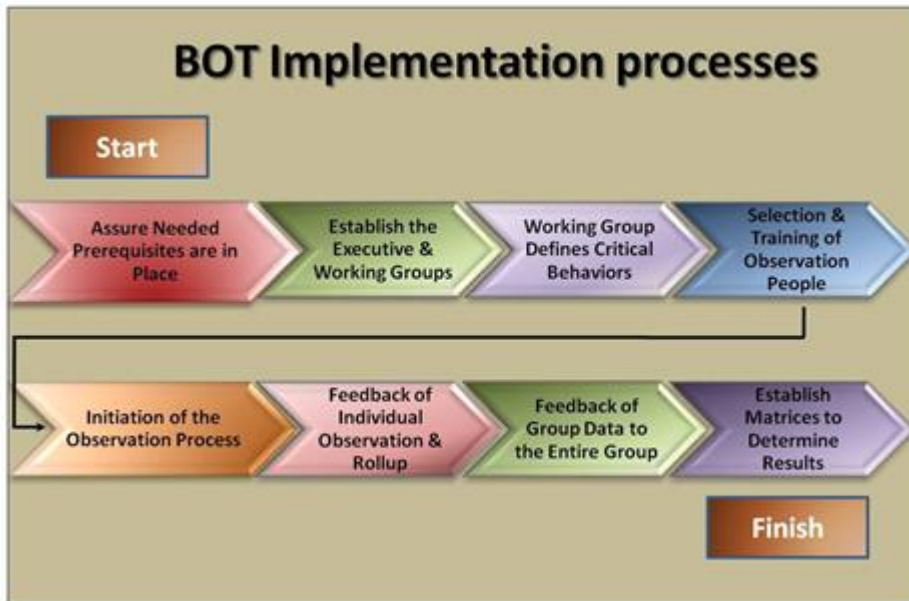 BOT Implementation processes
Start
Assure Needed
Prerequisites are in
Place
Establish the
Executive &
Working Groups
Working Group
Defines Critical
Behaviors
Selection &
Training of
Observation
People
Initiation of the
Observation Process
Feedback of
Individual
Observation &
Rollup
Feedback of
Group Data to
the Entire Group
Establish
Matrices to
Determine
Results
Finish